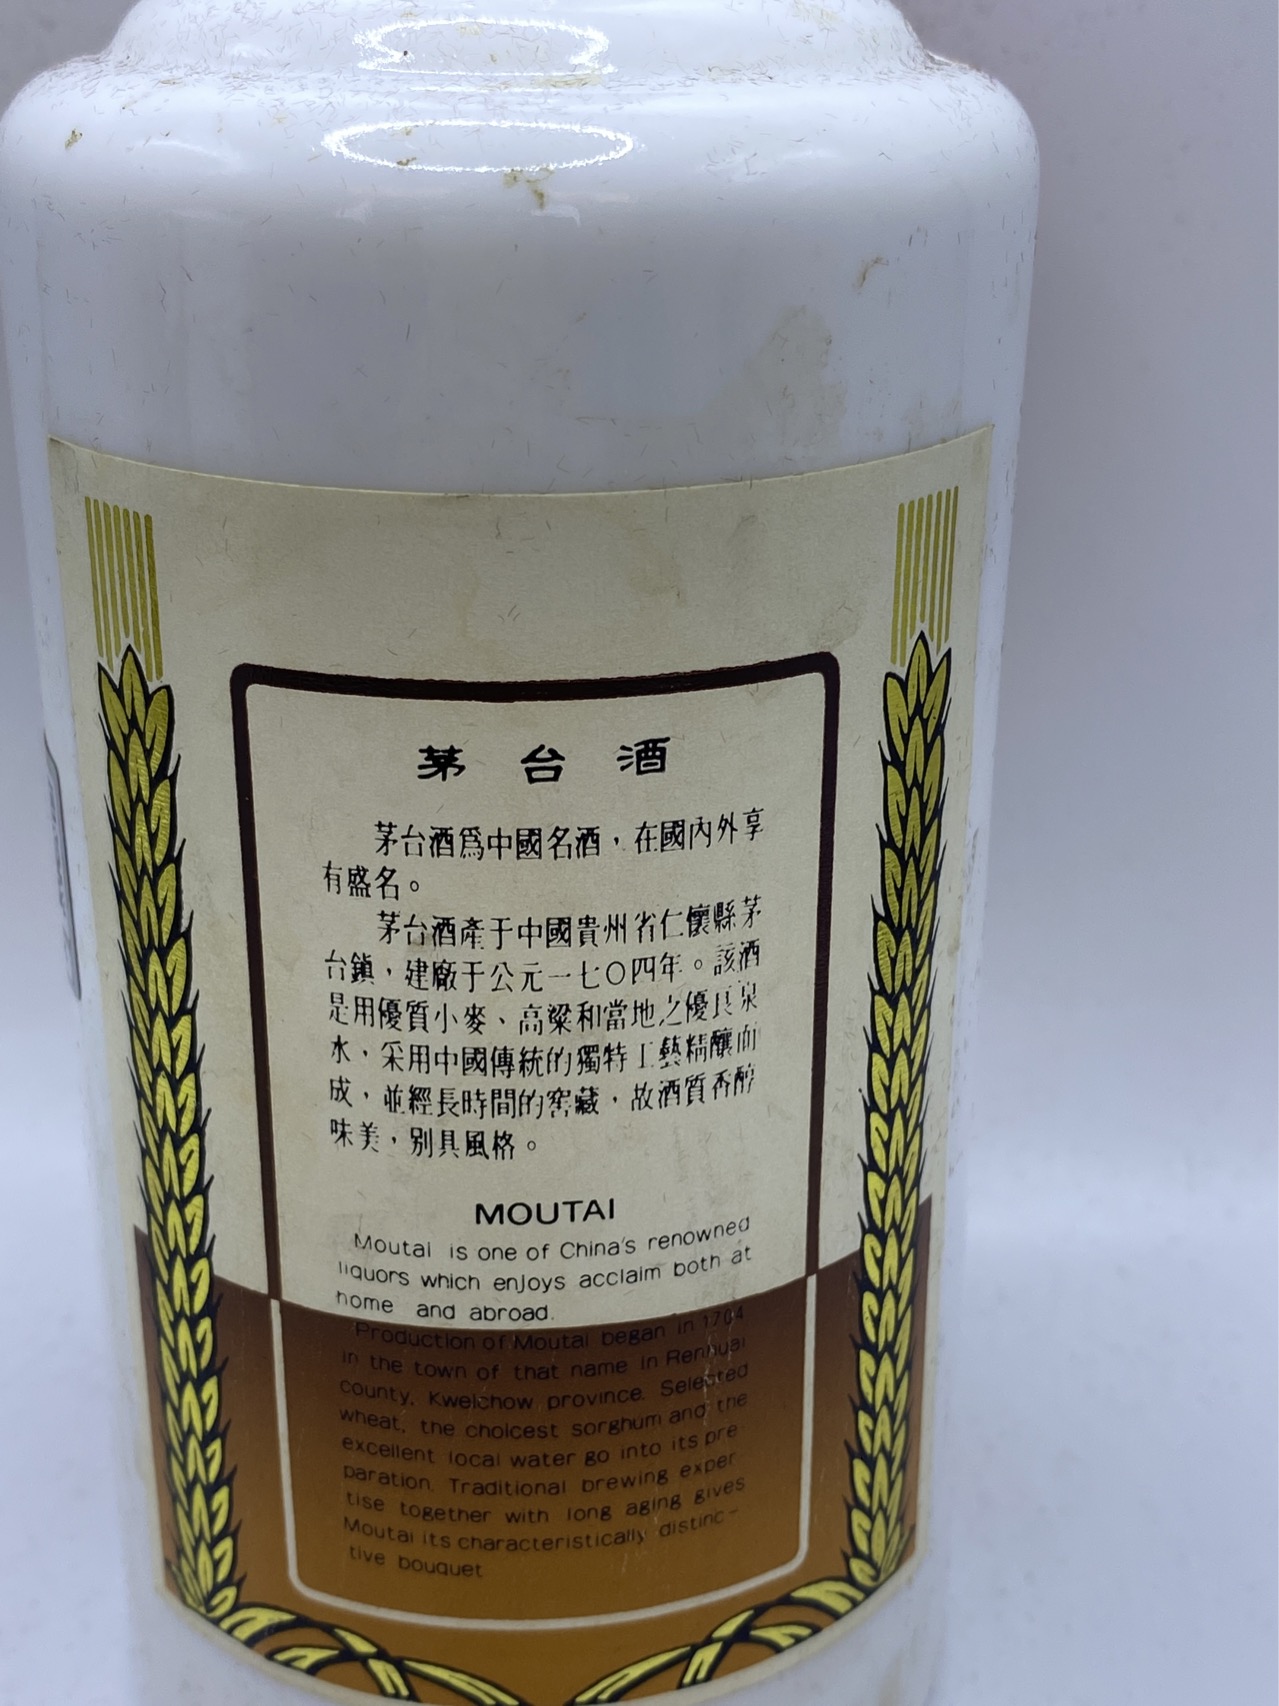 茅台酒
茅台酒爲中國名酒，在國內外享
有盛名。
茅台酒產于中國貴州省仁懷縣茅
台鎮，建廠于公元一七〇四年。該酒
是用優質小麥、高粱和當地之優良泉
水，采用中國傳統的獨特工藝精釀而
成，並經長時間的窖藏，故酒質香醇
味美，别具風格。
MOUTAI
Moutai is one of China's renowned
liquors which enjoys acclaim both at
home and abroad.
Production of Moutai began in 1704
in the town of that name in Renhuai
county, Kweichow province. Selected
wheat, the choicest sorghum and the
excellent local water go into its pre
paration. Traditional brewing exper
tise together with long aging gives
Moutai its characteristically distinc-
tive bouquet